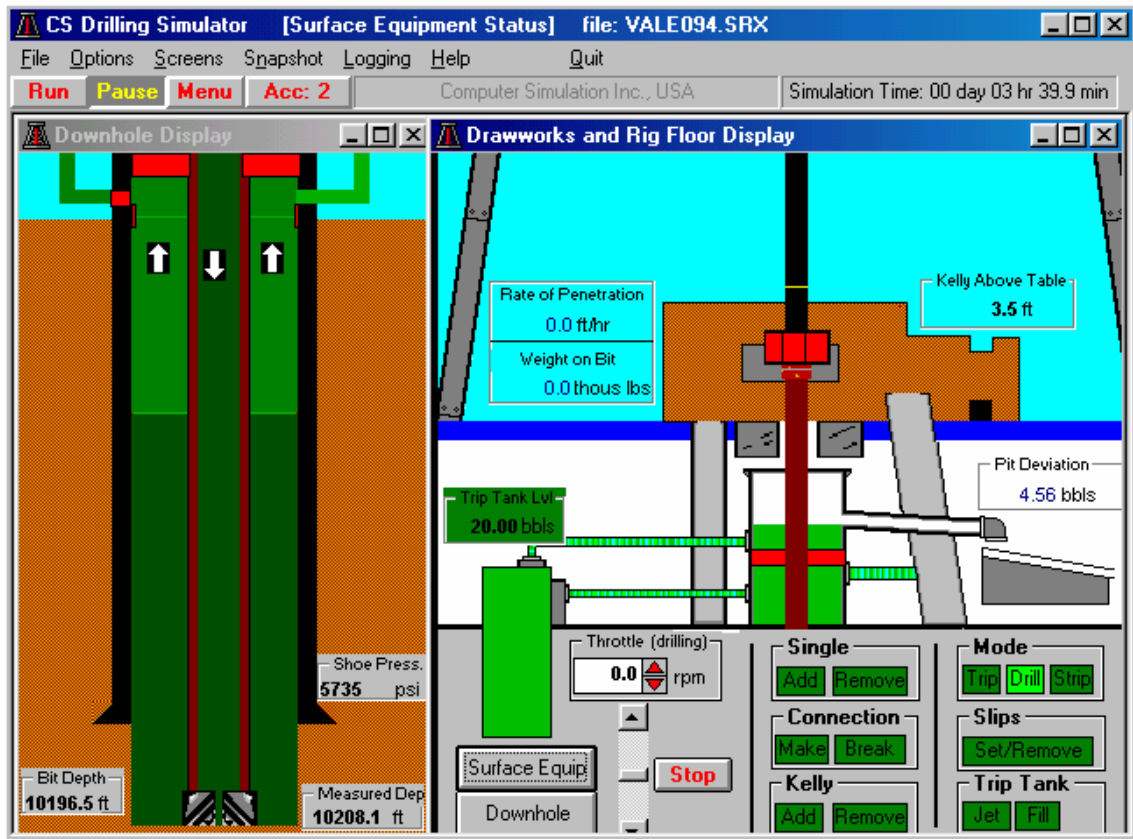 CS Drilling Simulator [Surface Equipment Status] file: VALE094.SRX
File Options Screens Snapshot Logging Help Quit
Run Pause Menu Acc: 2 Computer Simulation Inc., USA Simulation Time: 00 day 03 hr 39.9 min
Downhole Display
Shoe Press.
5735 psi
Bit Depth
10196.5 ft
Measured Dep
10208.1 ft
Drawworks and Rig Floor Display
Kelly Above Table
3.5 ft
Rate of Penetration
0.0 ft/hr
Weight on Bit
0.0 thous lbs
Pit Deviation
4.56 bbls
Trip Tank Lvl
20.00 bbls
Throttle (drilling)
0.0 rpm
Surface Equip
Downhole
Stop
Single
Add Remove
Connection
Make Break
Kelly
Add Remove
Mode
Trip Drill Strip
Slips
Set/Remove
Trip Tank
Jet Fill